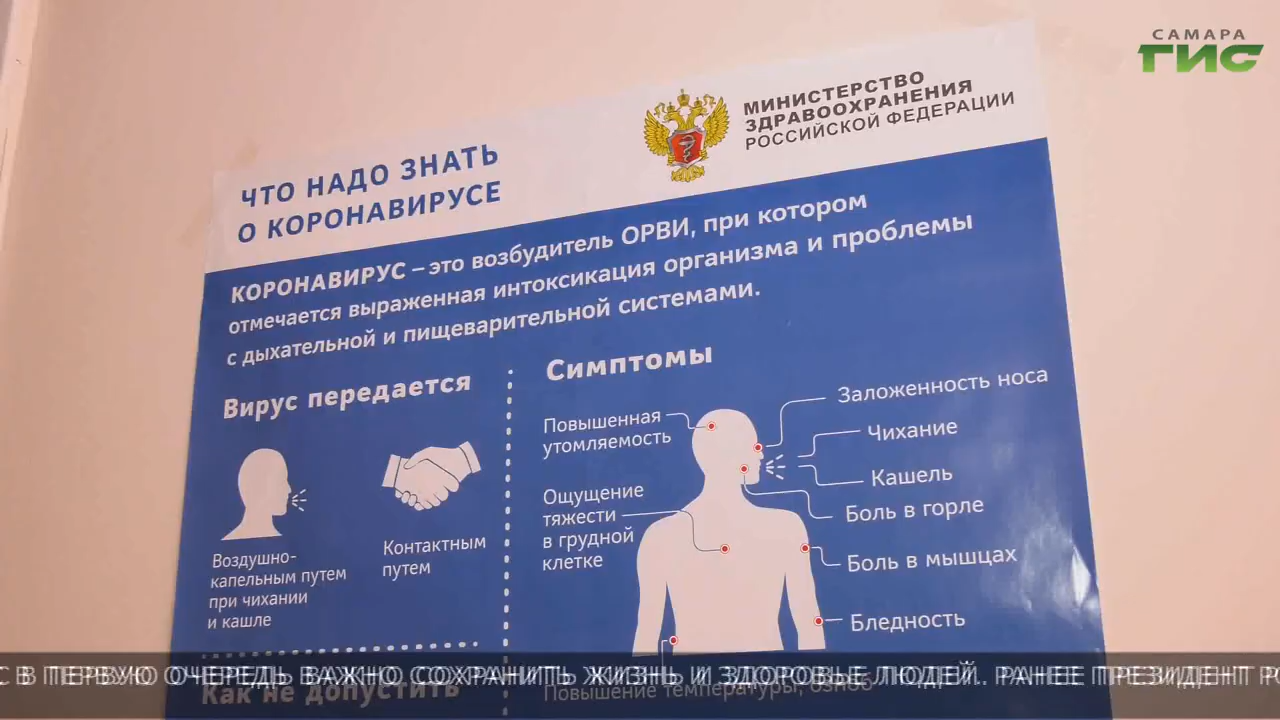 САМАРА
ГИС
МИНИСТЕРСТВО
ЗДРАВООХРАНЕНИЯ
РОССИЙСКОЙ ФЕДЕРАЦИИ
ЧТО НАДО ЗНАТЬ
О КОРОНАВИРУСЕ
КОРОНАВИРУС – это возбудитель ОРВИ, при котором
отмечается выраженная интоксикация организма и проблемы
с дыхательной и пищеварительной системами.
Вирус передается
Воздушно-
капельным путем
при чихании
и кашле
Контактным
путем
Симптомы
Повышенная
утомляемость
Ощущение
тяжести
в грудной
клетке
Заложенность носа
Чихание
Кашель
Боль в горле
Боль в мышцах
Бледность
Как не допустить
Повышение температуры, озноб
С В ПЕРВУЮ ОЧЕРЕДЬ ВАЖНО СОХРАНИТЬ ЖИЗНЬ И ЗДОРОВЬЕ ЛЮДЕЙ. РАНЕЕ ПРЕЗИДЕНТ РО